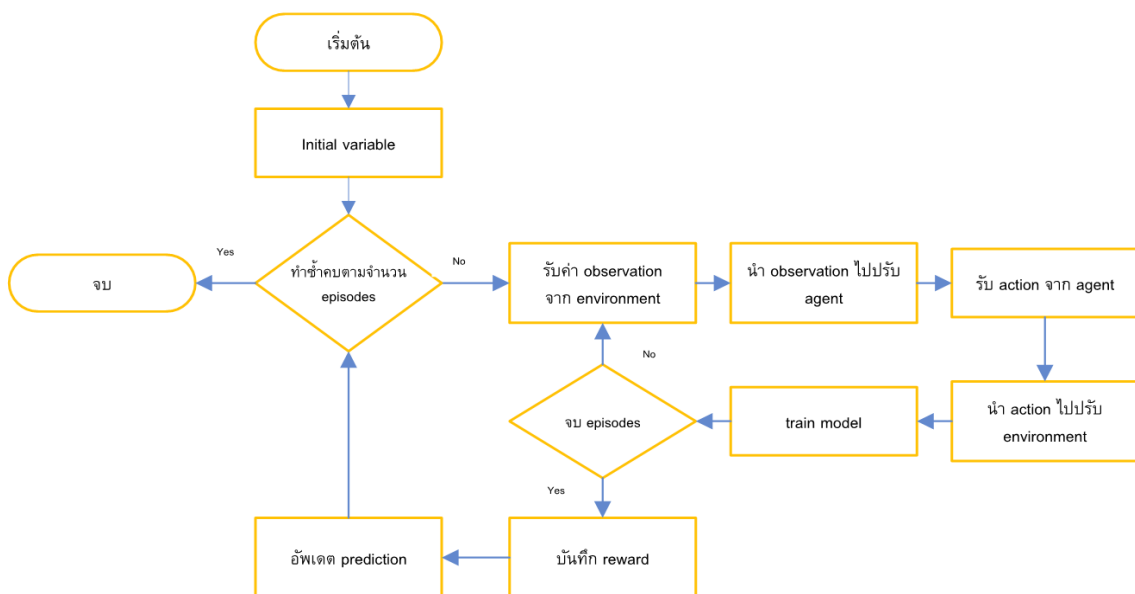 เริ่มต้น
Initial variable
Yes
จบ
ทำซ้ำคบตามจำนวน
episodes
No
รับค่า observation
จาก environment
นำ observation ไปปรับ
agent
รับ action จาก agent
นำ action ไปปรับ
environment
train model
No
จบ episodes
Yes
บันทึก reward
อัพเดต prediction